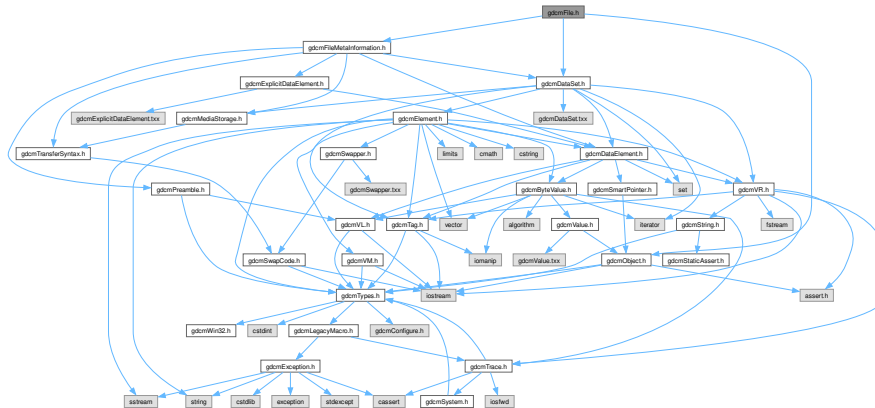 gdcmFile.h
gdcmFileMetaInformation.h
gdcmExplicitDataElement.h
gdcmDataSet.h
gdcmExplicitDataElement.txx
gdcmMediaStorage.h
gdcmElement.h
gdcmDataSet.txx
gdcmTransferSyntax.h
gdcmSwapper.h
limits
cmath
cstring
gdcmDataElement.h
gdcmPreamble.h
gdcmSwapper.txx
gdcmByteValue.h
gdcmSmartPointer.h
set
gdcmVR.h
gdcmVL.h
gdcmTag.h
vector
algorithm
gdcmValue.h
iterator
gdcmString.h
fstream
gdcmSwapCode.h
gdcmVM.h
iomanip
gdcmValue.txx
gdcmObject.h
gdcmStaticAssert.h
gdcmTypes.h
iostream
assert.h
gdcmWin32.h
cstdint
gdcmLegacyMacro.h
gdcmConfigure.h
gdcmException.h
gdcmTrace.h
sstream
string
cstdlib
exception
stdexcept
cassert
gdcmSystem.h
iosfwd